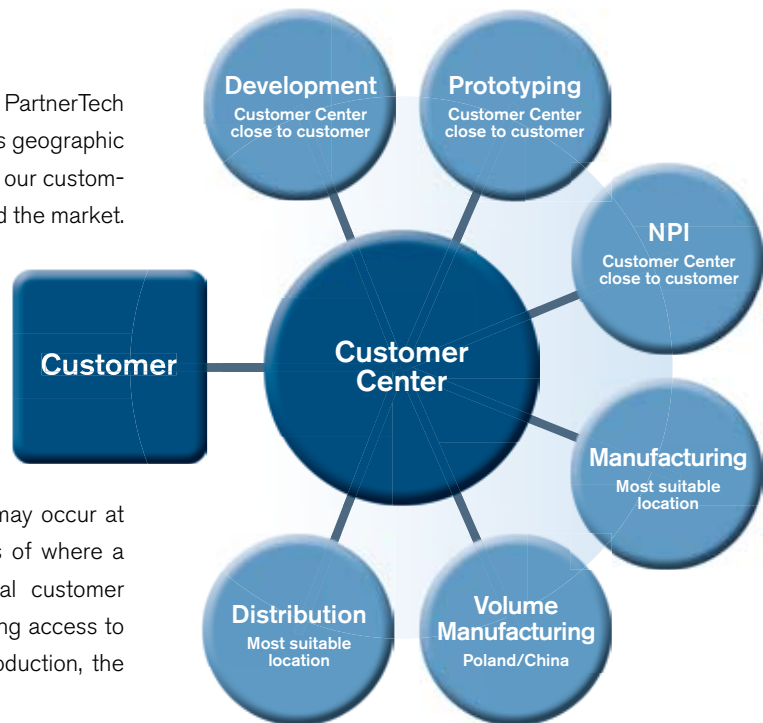 PartnerTech
s geographic
our custom-
d the market.
may occur at
s of where a
al customer
ng access to
oduction, the
Customer
Customer
Center
Development
Customer Center
close to customer
Prototyping
Customer Center
close to customer
NPI
Customer Center
close to customer
Manufacturing
Most suitable
location
Volume
Manufacturing
Poland/China
Distribution
Most suitable
location